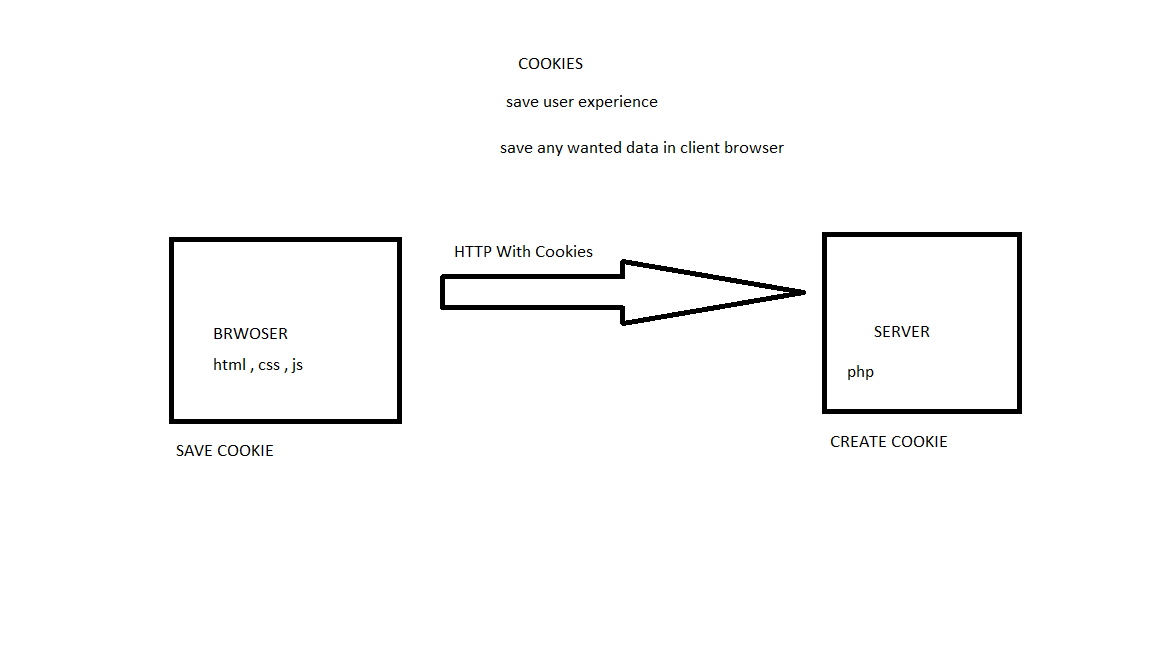 COOKIES
save user experience
save any wanted data in client browser
HTTP With Cookies
BRWOSER
html , css , js
SAVE COOKIE
SERVER
php
CREATE COOKIE